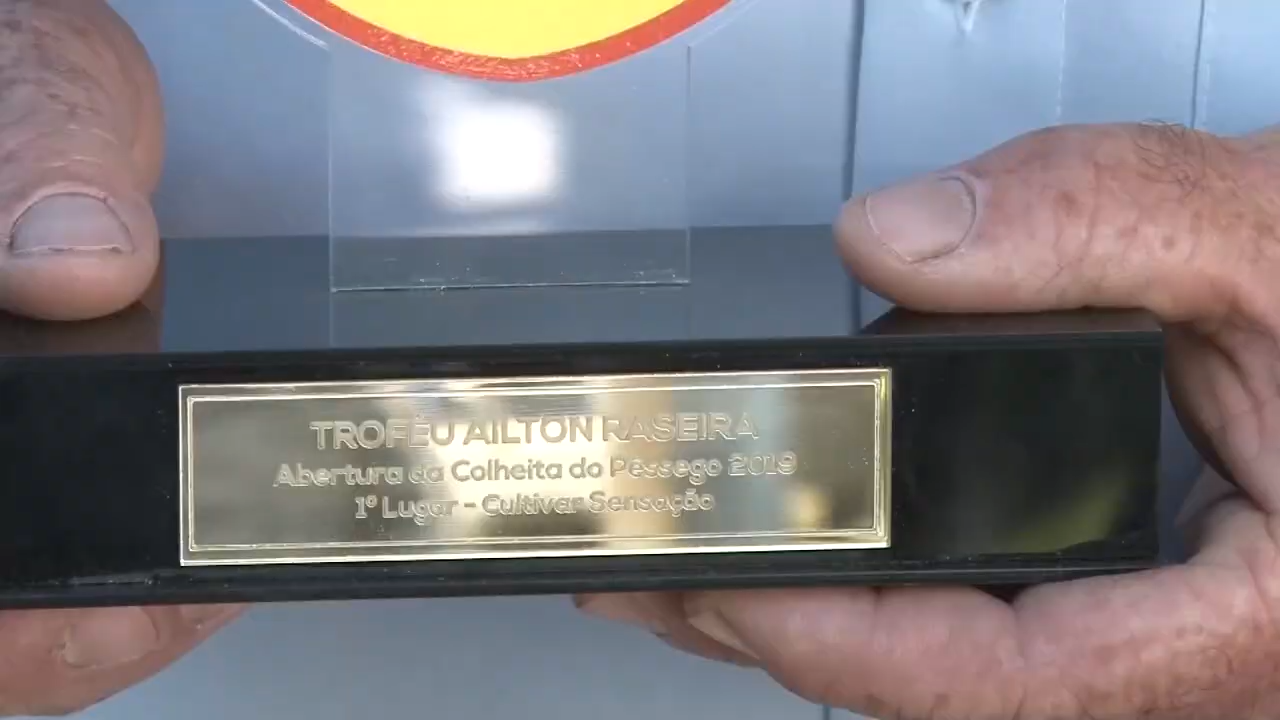 TROFÉU AILTON RASEIRA
Abertura da Colheita do Pêssego 2019
1º Lugar - Cultivar Sensação